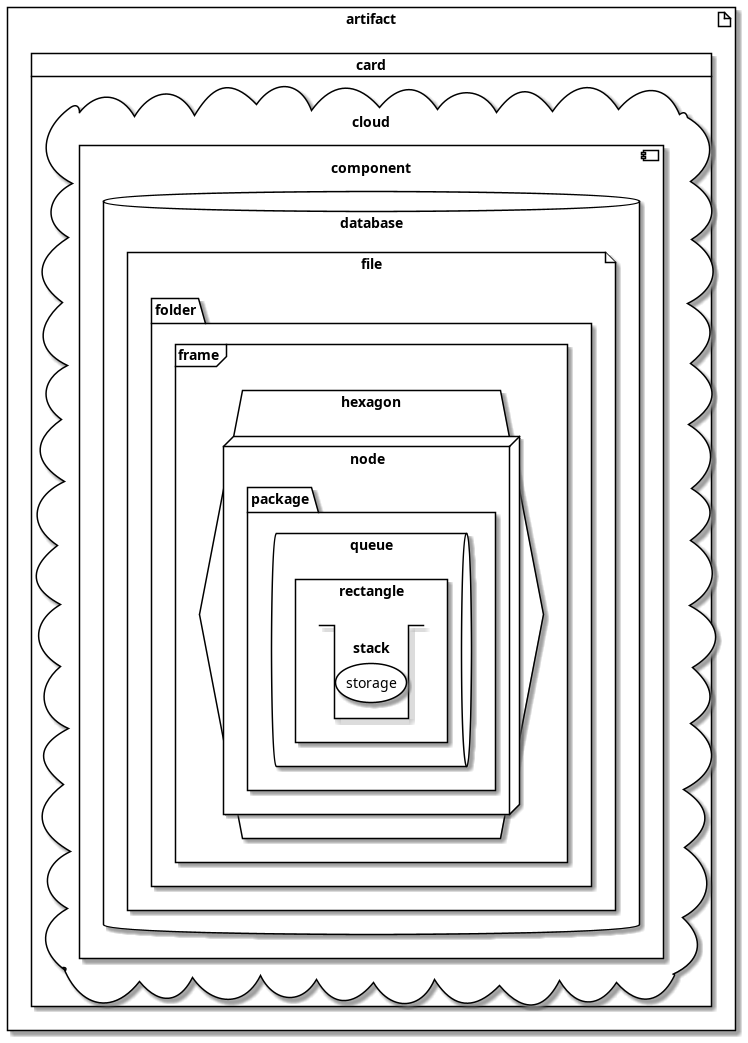 artifact
card
cloud
component
database
file
folder
frame
hexagon
node
package
queue
rectangle
stack
storage